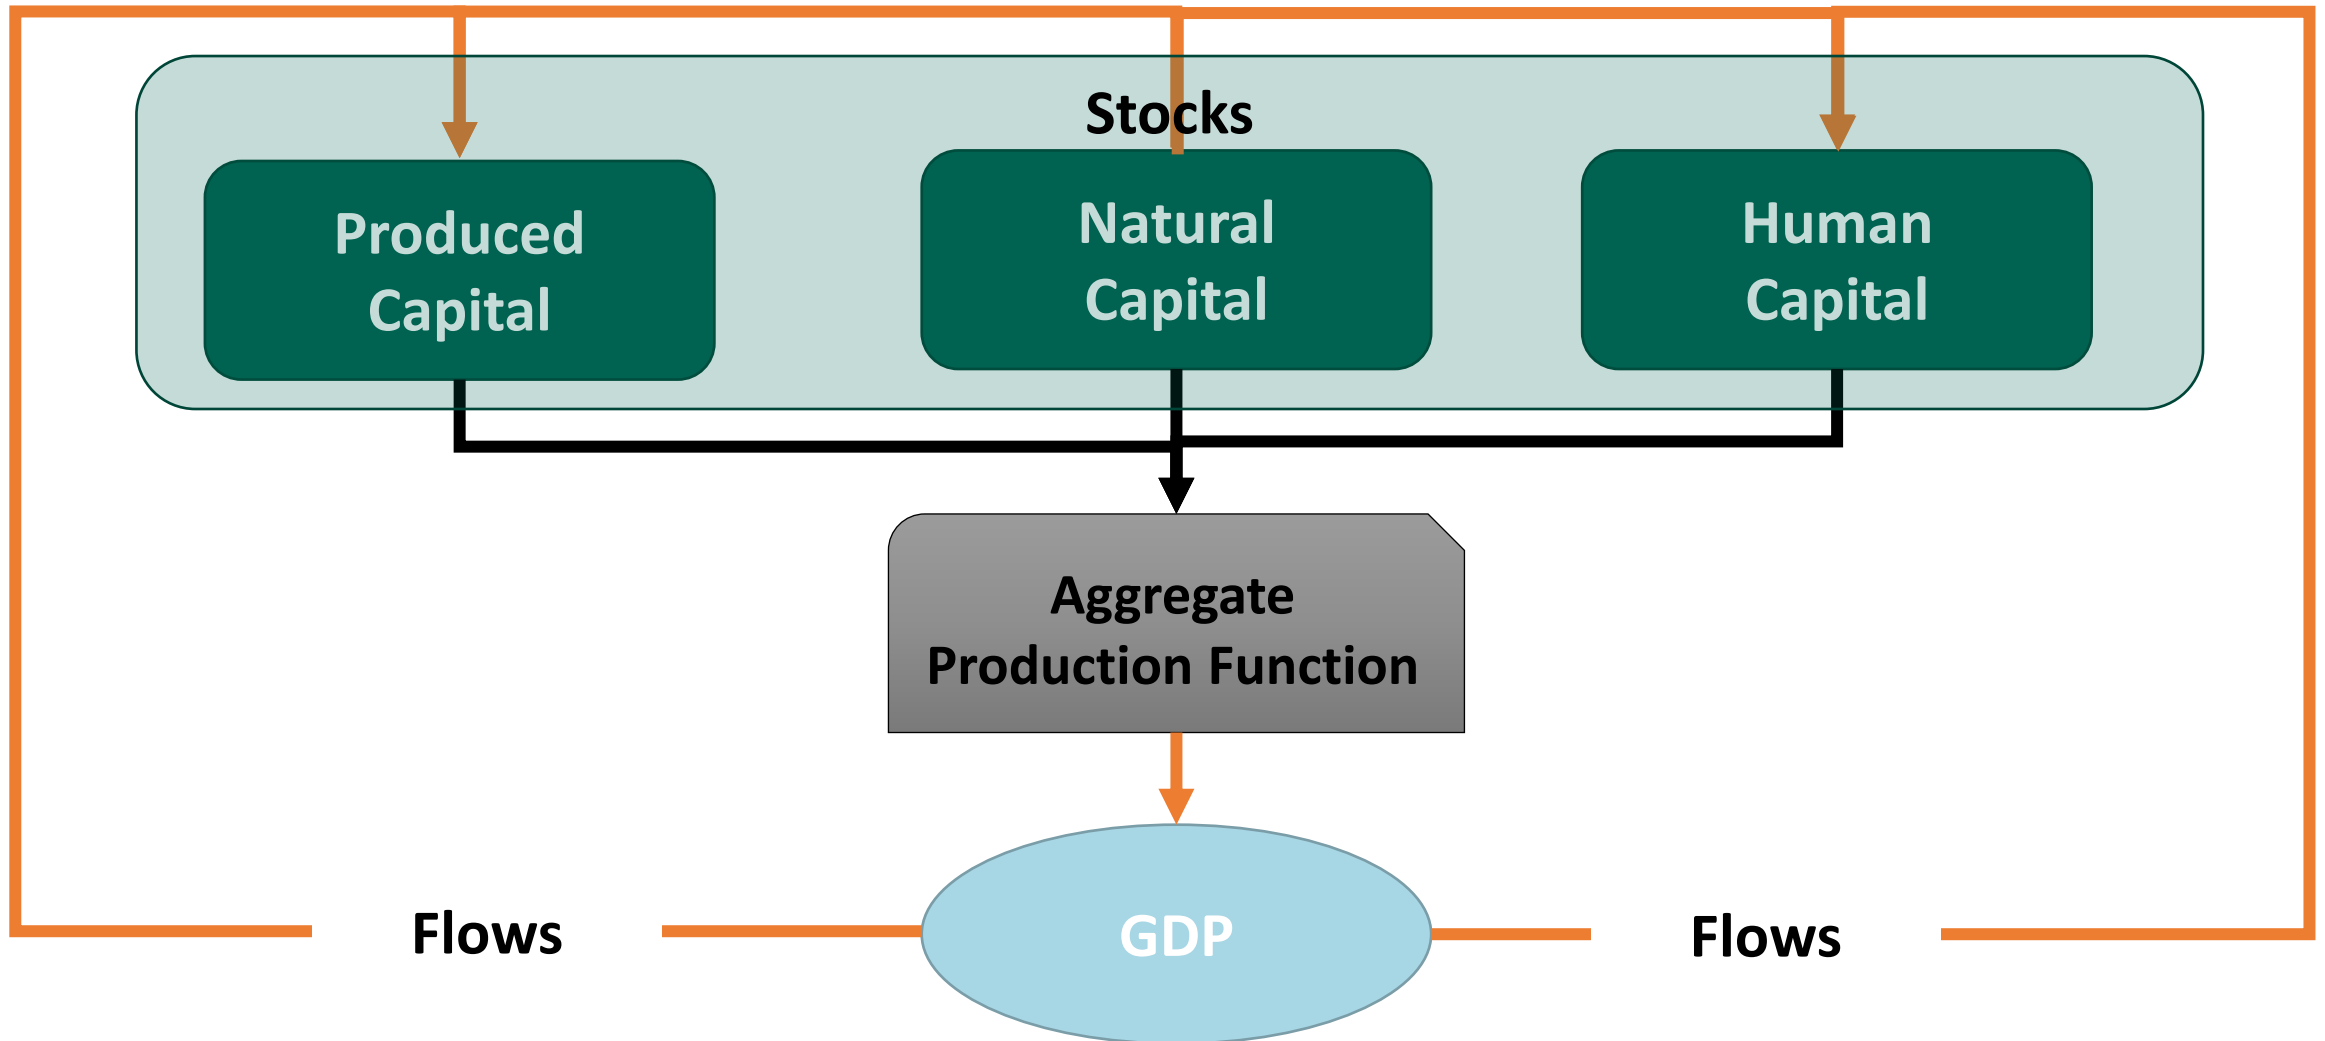 Stocks
Produced
Capital
Natural
Capital
Human
Capital
Aggregate
Production Function
Flows
GDP
Flows